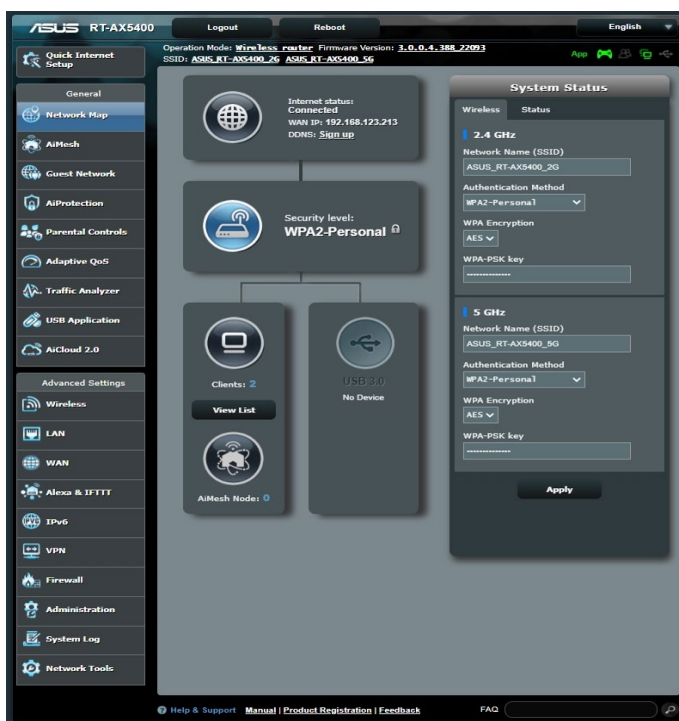 ASUS RT-AX5400 Logout Reboot English
Operation Mode: Wireless router Firmware Version: 3.0.0.4.388_22093
SSID: ASUS_RT-AX5400_2G ASUS_RT-AX5400_5G
App
Quick Internet
Setup
General
Network Map
AiMesh
Guest Network
AiProtection
Parental Controls
Adaptive QoS
Traffic Analyzer
USB Application
AiCloud 2.0
Advanced Settings
Wireless
LAN
WAN
Alexa & IFTTT
IPv6
VPN
Firewall
Administration
System Log
Network Tools
Internet status:
Connected
WAN IP: 192.168.123.213
DDNS: Sign up
Security level:
WPA2-Personal
Clients: 2
View List
AiMesh Node: 0
USB 3.0
No Device
System Status
Wireless Status
2.4 GHz
Network Name (SSID)
ASUS_RT-AX5400_2G
Authentication Method
WPA2-Personal
WPA Encryption
AES
WPA-PSK key
5 GHz
Network Name (SSID)
ASUS_RT-AX5400_5G
Authentication Method
WPA2-Personal
WPA Encryption
AES
WPA-PSK key
Apply
Help & Support Manual | Product Registration | Feedback FAQ